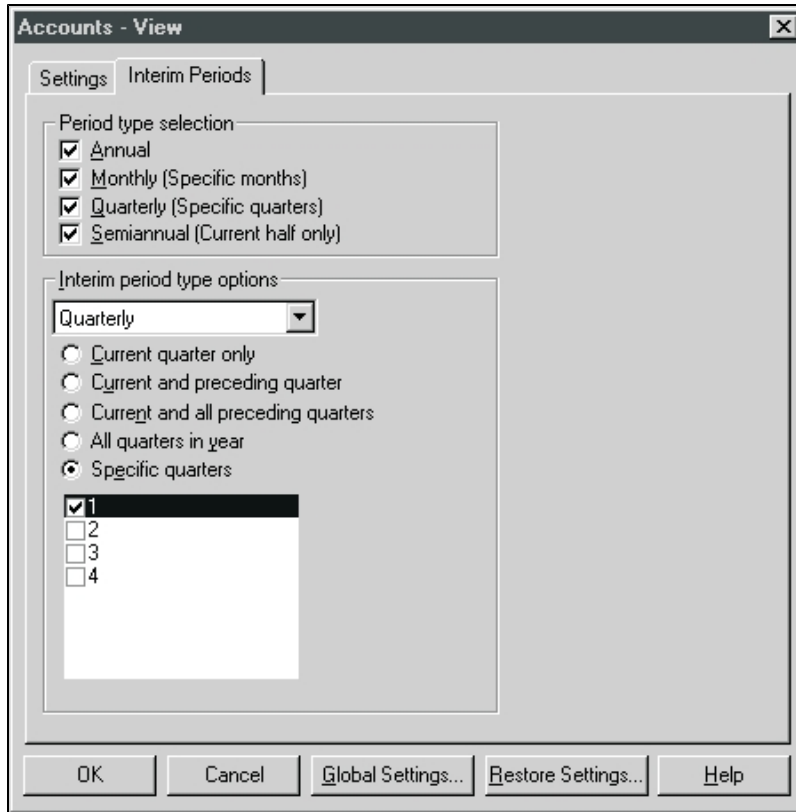 Accounts - View
Settings
Interim Periods
Period type selection
Annual
Monthly (Specific months)
Quarterly (Specific quarters)
Semiannual (Current half only)
Interim period type options
Quarterly
Current quarter only
Current and preceding quarter
Current and all preceding quarters
All quarters in year
Specific quarters
1
2
3
4
OK
Cancel
Global Settings...
Restore Settings...
Help